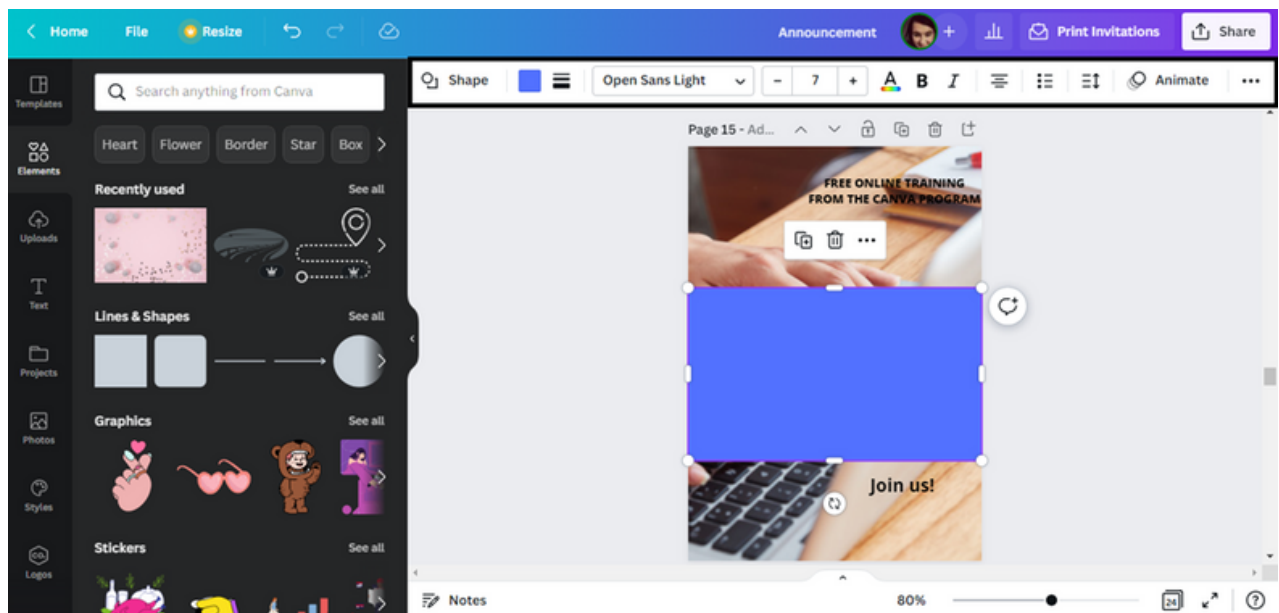 Home File Resize Announcement Print Invitations Share
Templates
Elements
Uploads
Text
Projects
Photos
Styles
CO.
Logos
Search anything from Canva
Heart Flower Border Star Box
Recently used See all
Lines & Shapes See all
Graphics See all
Stickers See all
Shape Open Sans Light - 7 + A B I Animate
Page 15 - Ad...
FREE ONLINE TRAINING
FROM THE CANVA PROGRAM
Join us!
Notes 80% 24